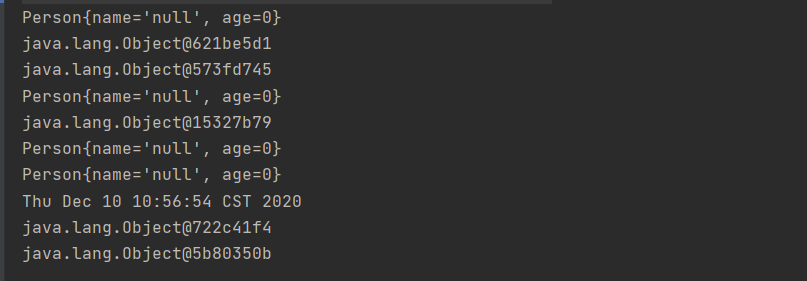 Person{name='null', age=0}
java.lang.Object@621be5d1
java.lang.Object@573fd745
Person{name='null', age=0}
java.lang.Object@15327b79
Person{name='null', age=0}
Person{name='null', age=0}
Thu Dec 10 10:56:54 CST 2020
java.lang.Object@722c41f4
java.lang.Object@5b80350b